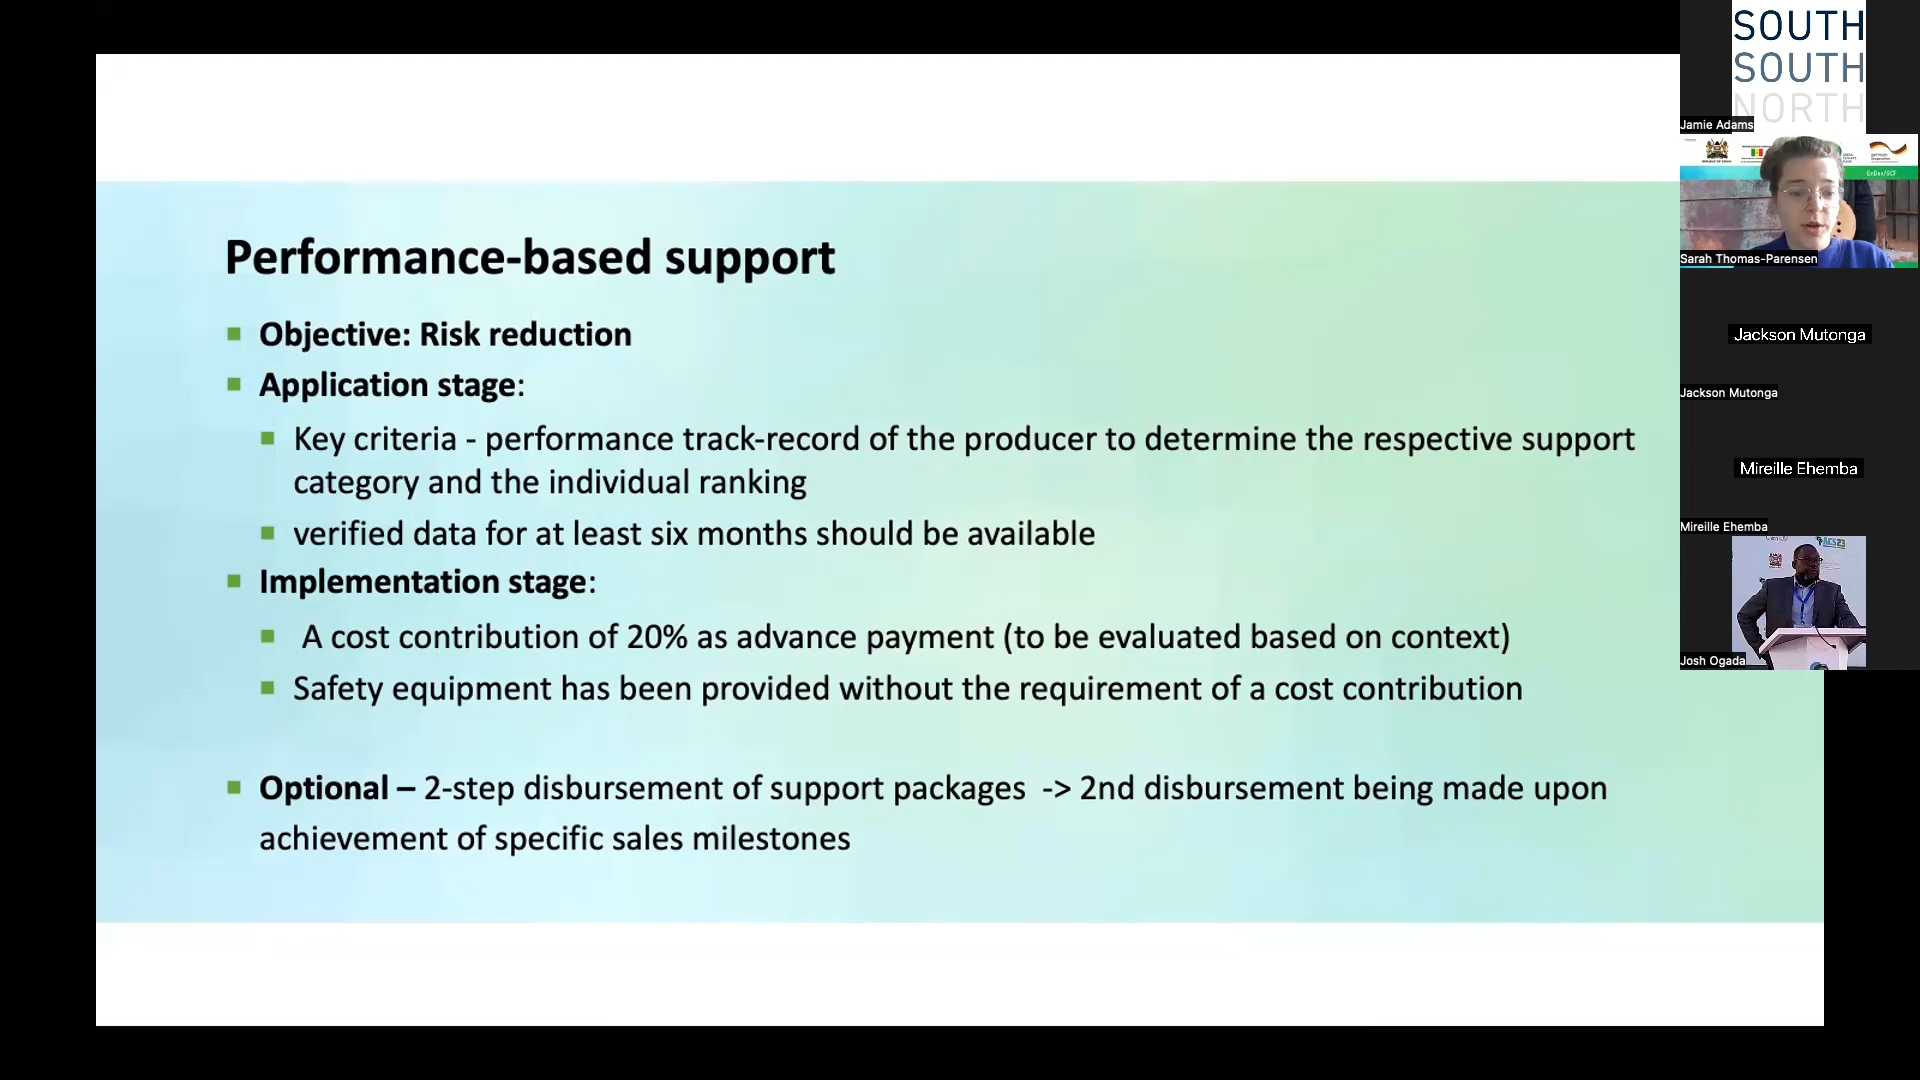 Performance-based support
Objective: Risk reduction
Application stage:
Key criteria - performance track-record of the producer to determine the respective support
category and the individual ranking
verified data for at least six months should be available
Implementation stage:
A cost contribution of 20% as advance payment (to be evaluated based on context)
Safety equipment has been provided without the requirement of a cost contribution
Optional – 2-step disbursement of support packages -> 2nd disbursement being made upon
achievement of specific sales milestones
SOUTH
SOUTH
NORTH
Jamie Adams
EnDev/GCF
Sarah Thomas-Parensen
Jackson Mutonga
Jackson Mutonga
Mireille Ehemba
Mireille Ehemba
ACS23
Josh Ogada